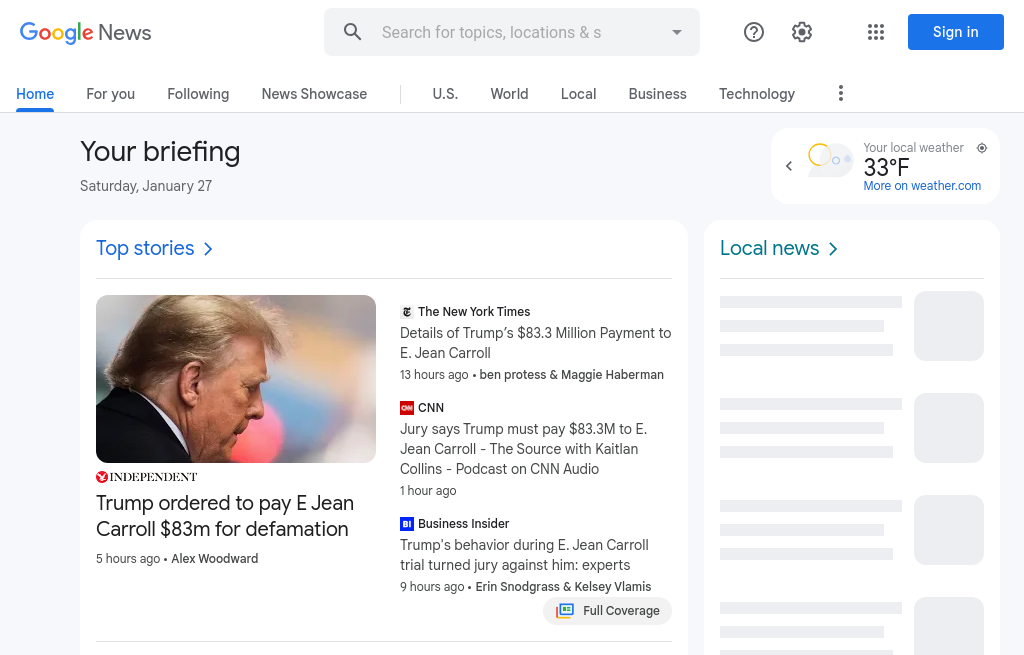 Google News
Search for topics, locations & s
Sign in
Home
For you
Following
News Showcase
U.S.
World
Local
Business
Technology
Your briefing
Saturday, January 27
Your local weather
33°F
More on weather.com
Top stories
INDEPENDENT
Trump ordered to pay E Jean
Carroll $83m for defamation
5 hours ago • Alex Woodward
The New York Times
Details of Trump's $83.3 Million Payment to
E. Jean Carroll
13 hours ago • ben protess & Maggie Haberman
CNN
CNN
Jury says Trump must pay $83.3M to E.
Jean Carroll - The Source with Kaitlan
Collins - Podcast on CNN Audio
1 hour ago
BI
Business Insider
Trump's behavior during E. Jean Carroll
trial turned jury against him: experts
9 hours ago • Erin Snodgrass & Kelsey Vlamis
Full Coverage
Local news